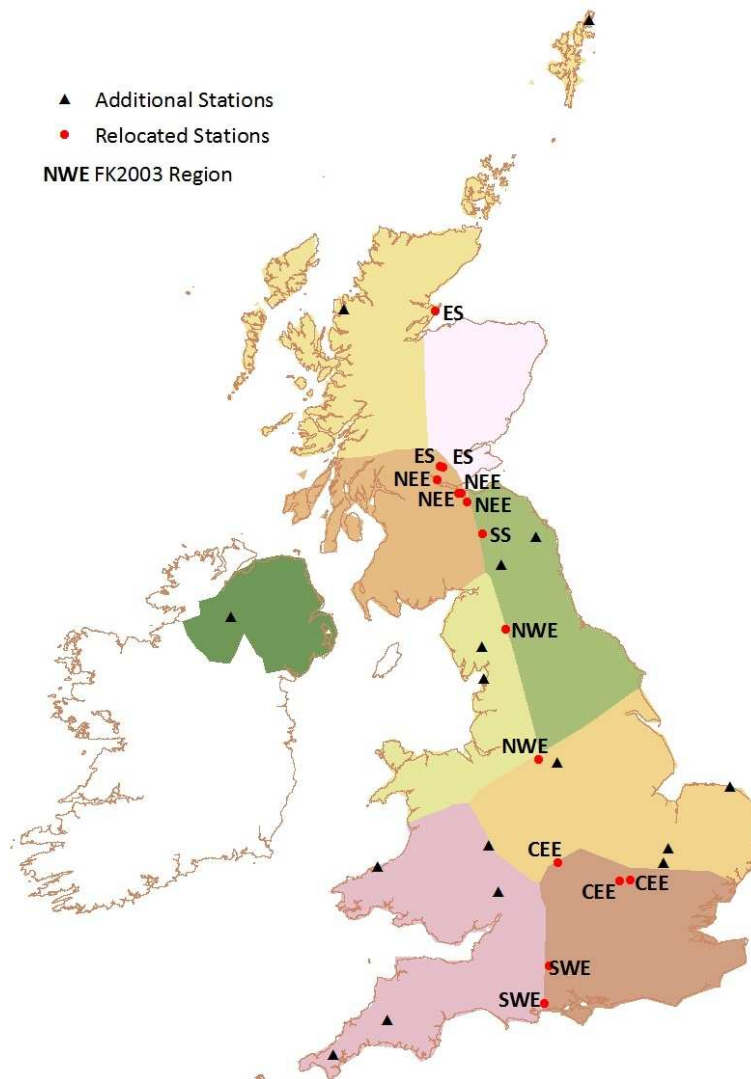 Additional Stations
Relocated Stations
NWE FK2003 Region
ES
ES ES
NEE NEE
NEE NEE
SS
NWE
NWE
CEE
CEE CEE
SWE
SWE